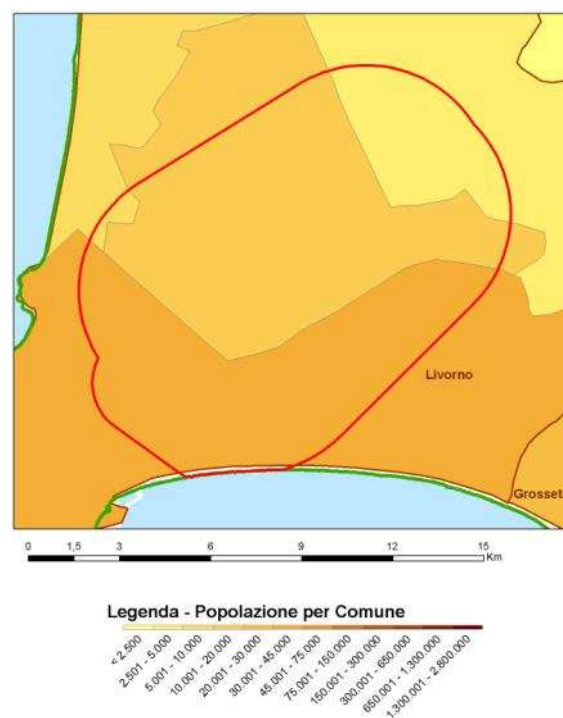 Livorno
Grosset
0 1,5 3 6 9 12 15
Km
Legenda - Popolazione per Comune
< 2.500
2.501 - 5.000
5.001 - 10.000
10.001 - 20.000
20.001 - 30.000
30.001 - 45.000
45.001 - 75.000
75.001 - 150.000
150.001 - 300.000
300.001 - 650.000
650.001 - 1.300.000
1.300.001 - 2.800.000